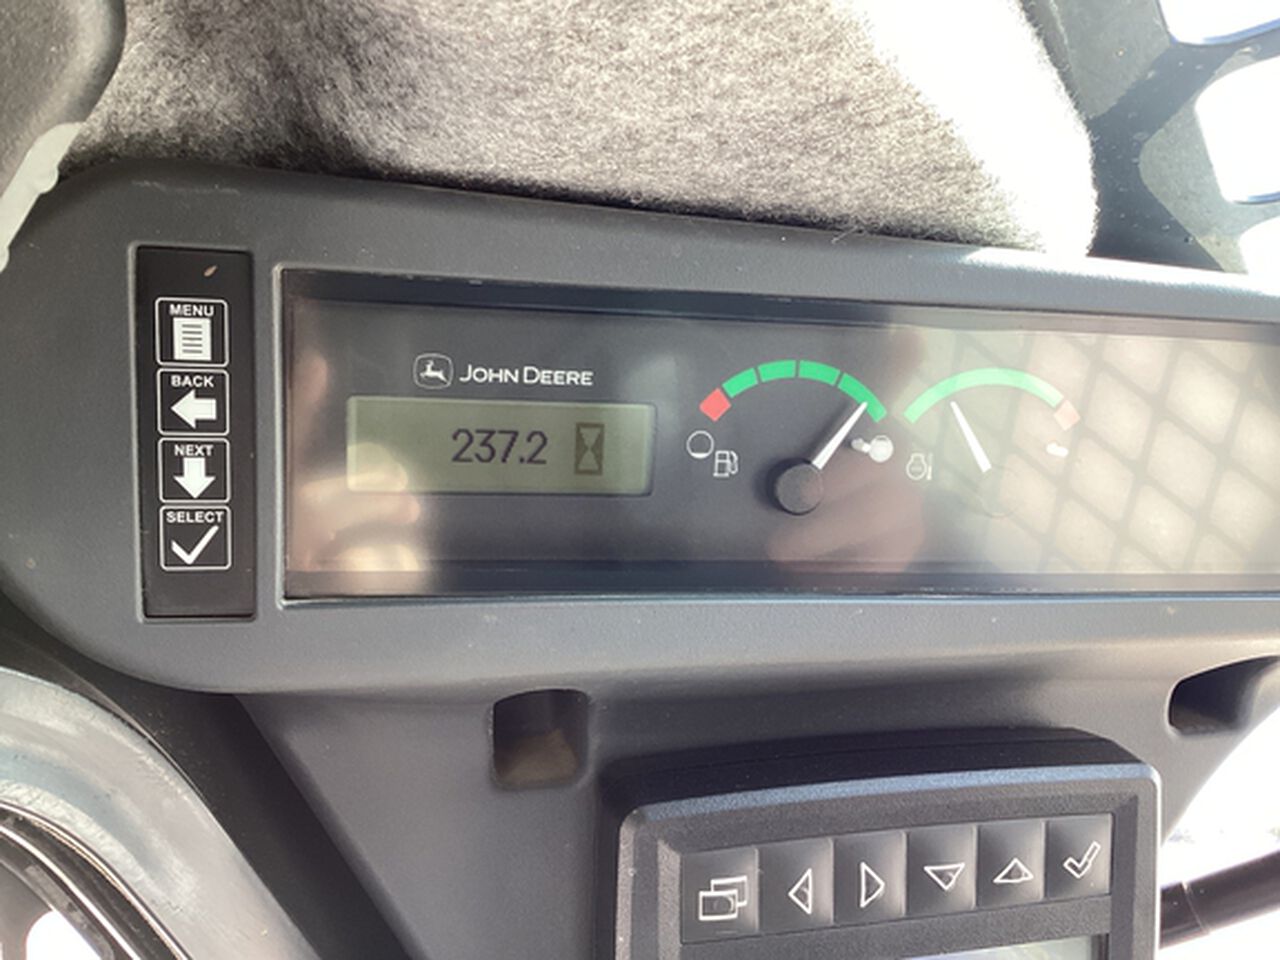 MENU
BACK
NEXT
SELECT
JOHN DEERE
237.2